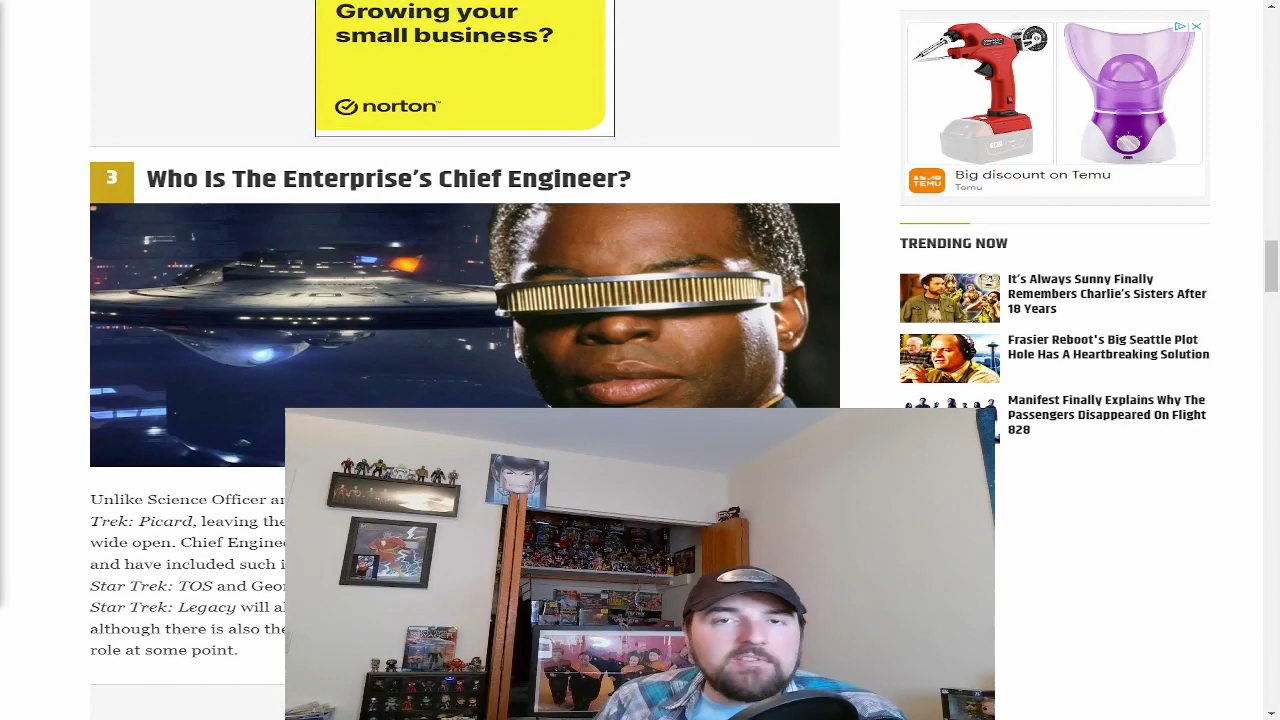 Growing your
small business?
norton
3
Who Is The Enterprise's Chief Engineer?
Unlike Science Officer
Trek: Picard, leaving the
wide open. Chief
and have included such
Star Trek: TOS and
Star Trek: Legacy will
although there is also the
role at some point.
TEMU
Big discount on Temu
Temu
TRENDING NOW
It's Always Sunny Finally
Remembers Charlie's Sisters After
18 Years
Frasier Reboot's Big Seattle Plot
Hole Has A Heartbreaking Solution
Manifest Finally Explains Why The
Passengers Disappeared On Flight
828